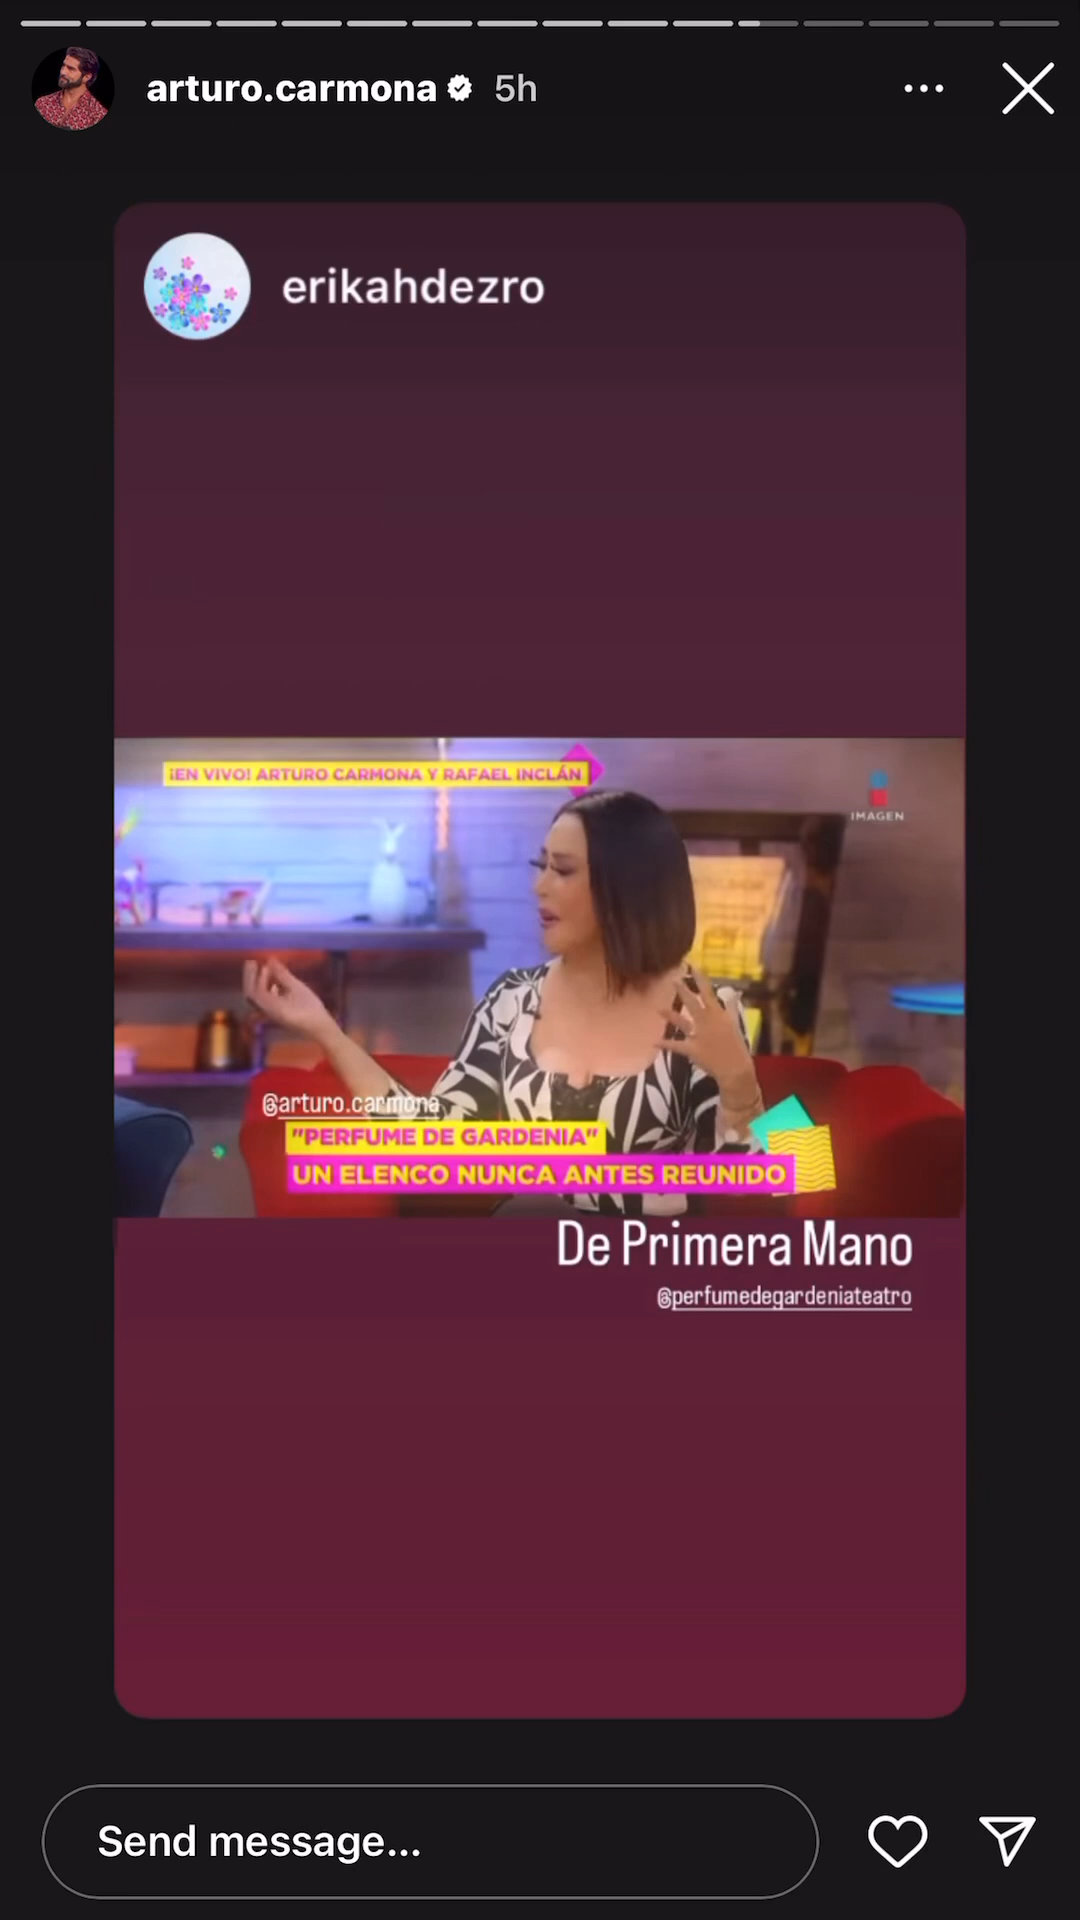 arturo.carmona 5h
erikahdezro
¡EN VIVO! ARTURO CARMONA Y RAFAEL INCLÁN
IMAGEN
@arturo.carmona
"PERFUME DE GARDENIA"
UN ELENCO NUNCA ANTES REUNIDO
De Primera Mano
@perfumedegardeniateatro
Send message...